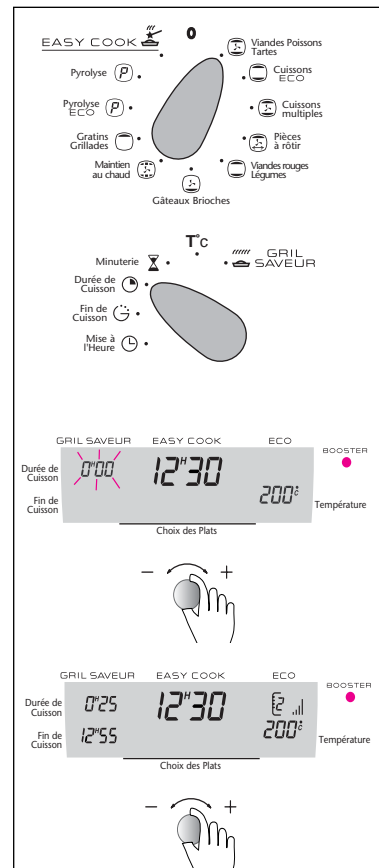 EASY COOK
0
Viandes Poissons
Tartes
Pyrolyse P
Cuissons
ECO
Pyrolyse
ECO P
Cuissons
multiples
Gratins
Grillades
Pièces
à rôtir
Maintien
au chaud
Viandes rouges
Légumes
Gâteaux Brioches
T°c
Minuterie
GRIL
SAVEUR
Durée de
Cuisson
Fin de
Cuisson
Mise à
l'Heure
GRIL SAVEUR EASY COOK ECO
BOOSTER
Durée de
Cuisson
0H00 12H30
Fin de
Cuisson
200°c Température
Choix des Plats
− +
GRIL SAVEUR EASY COOK ECO
BOOSTER
Durée de
Cuisson
0H25 12H30 2
Fin de
Cuisson
12H55 200°c Température
Choix des Plats
− +